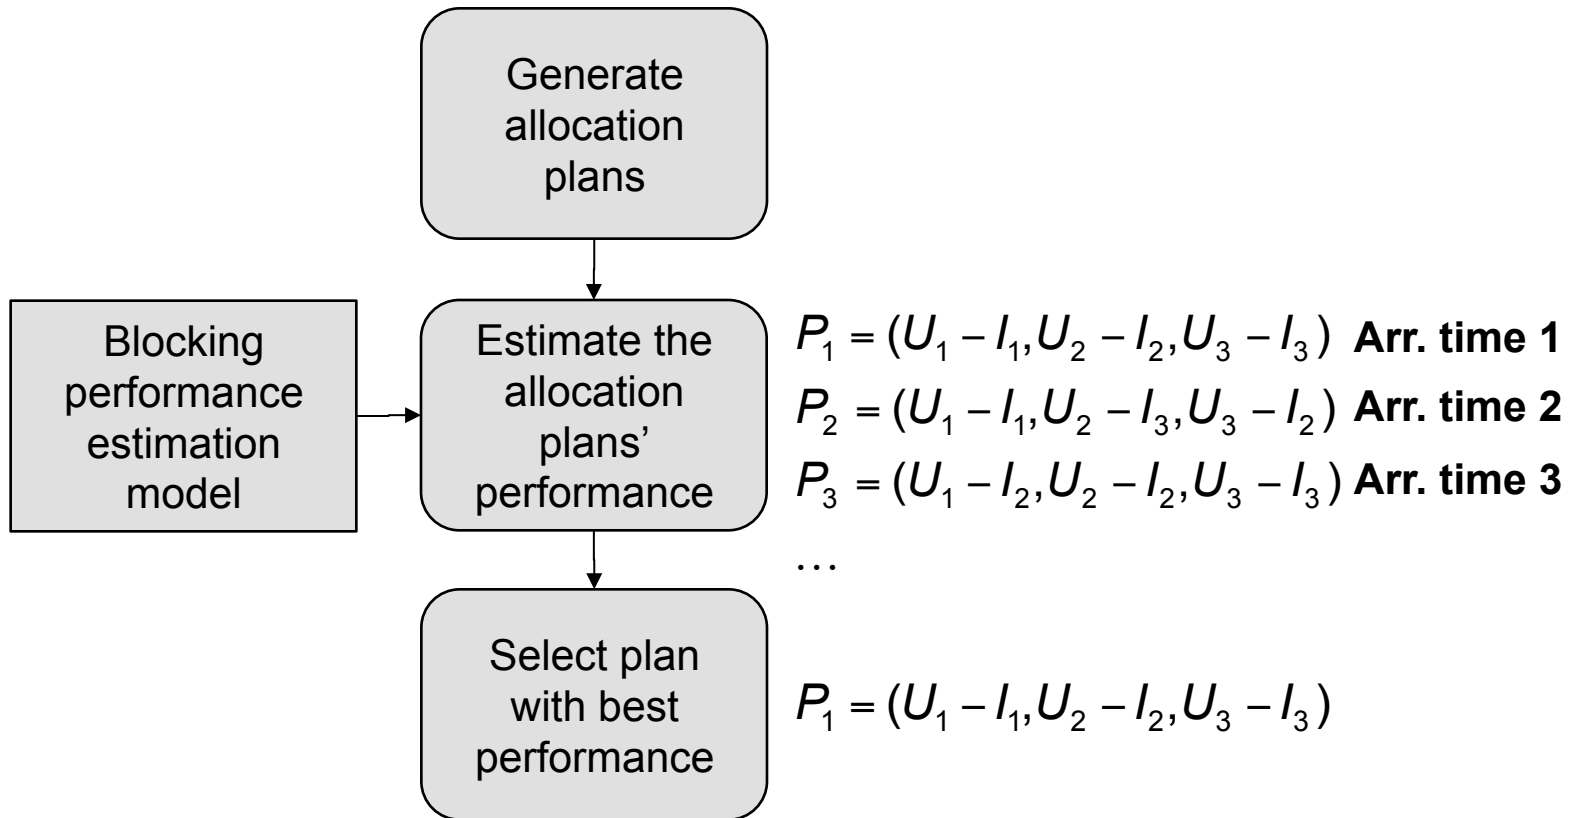 Generate
allocation
plans
Blocking
performance
estimation
model
Estimate the
allocation
plans’
performance
P₁ = (U₁ – I₁,U₂ – I₂,U₃ – I₃) Arr. time 1
P₂ = (U₁ – I₁,U₂ – I₃,U₃ – I₂) Arr. time 2
P₃ = (U₁ – I₂,U₂ – I₂,U₃ – I₃) Arr. time 3
…
Select plan
with best
performance
P₁ = (U₁ – I₁,U₂ – I₂,U₃ – I₃)